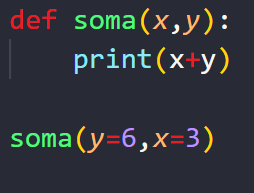 def soma(x,y):
    print(x+y)
soma(y=6,x=3)